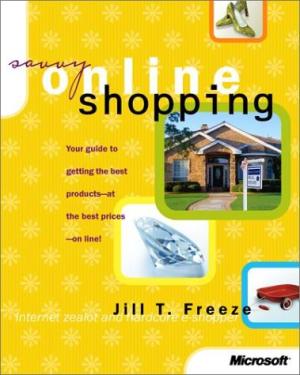 savvy
online
shopping
Your guide to
getting the best
products—at
the best prices
—on line!
Jill T. Freeze
Internet zealot and hardcore e-shopper
Microsoft